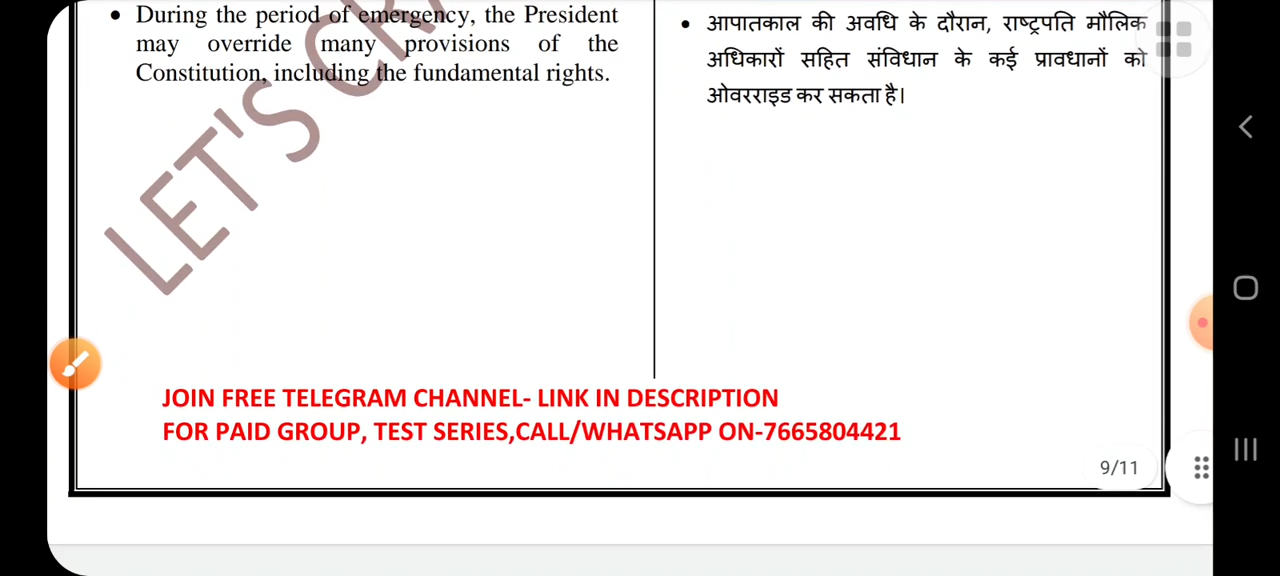 • During the period of emergency, the President
may override many provisions of the
Constitution, including the fundamental rights.
• आपातकाल की अवधि के दौरान, राष्ट्रपति मौलिक
अधिकारों सहित संविधान के कई प्रावधानों को
ओवरराइड कर सकता है।
LET'S CRA
JOIN FREE TELEGRAM CHANNEL- LINK IN DESCRIPTION
FOR PAID GROUP, TEST SERIES,CALL/WHATSAPP ON-7665804421
9/11